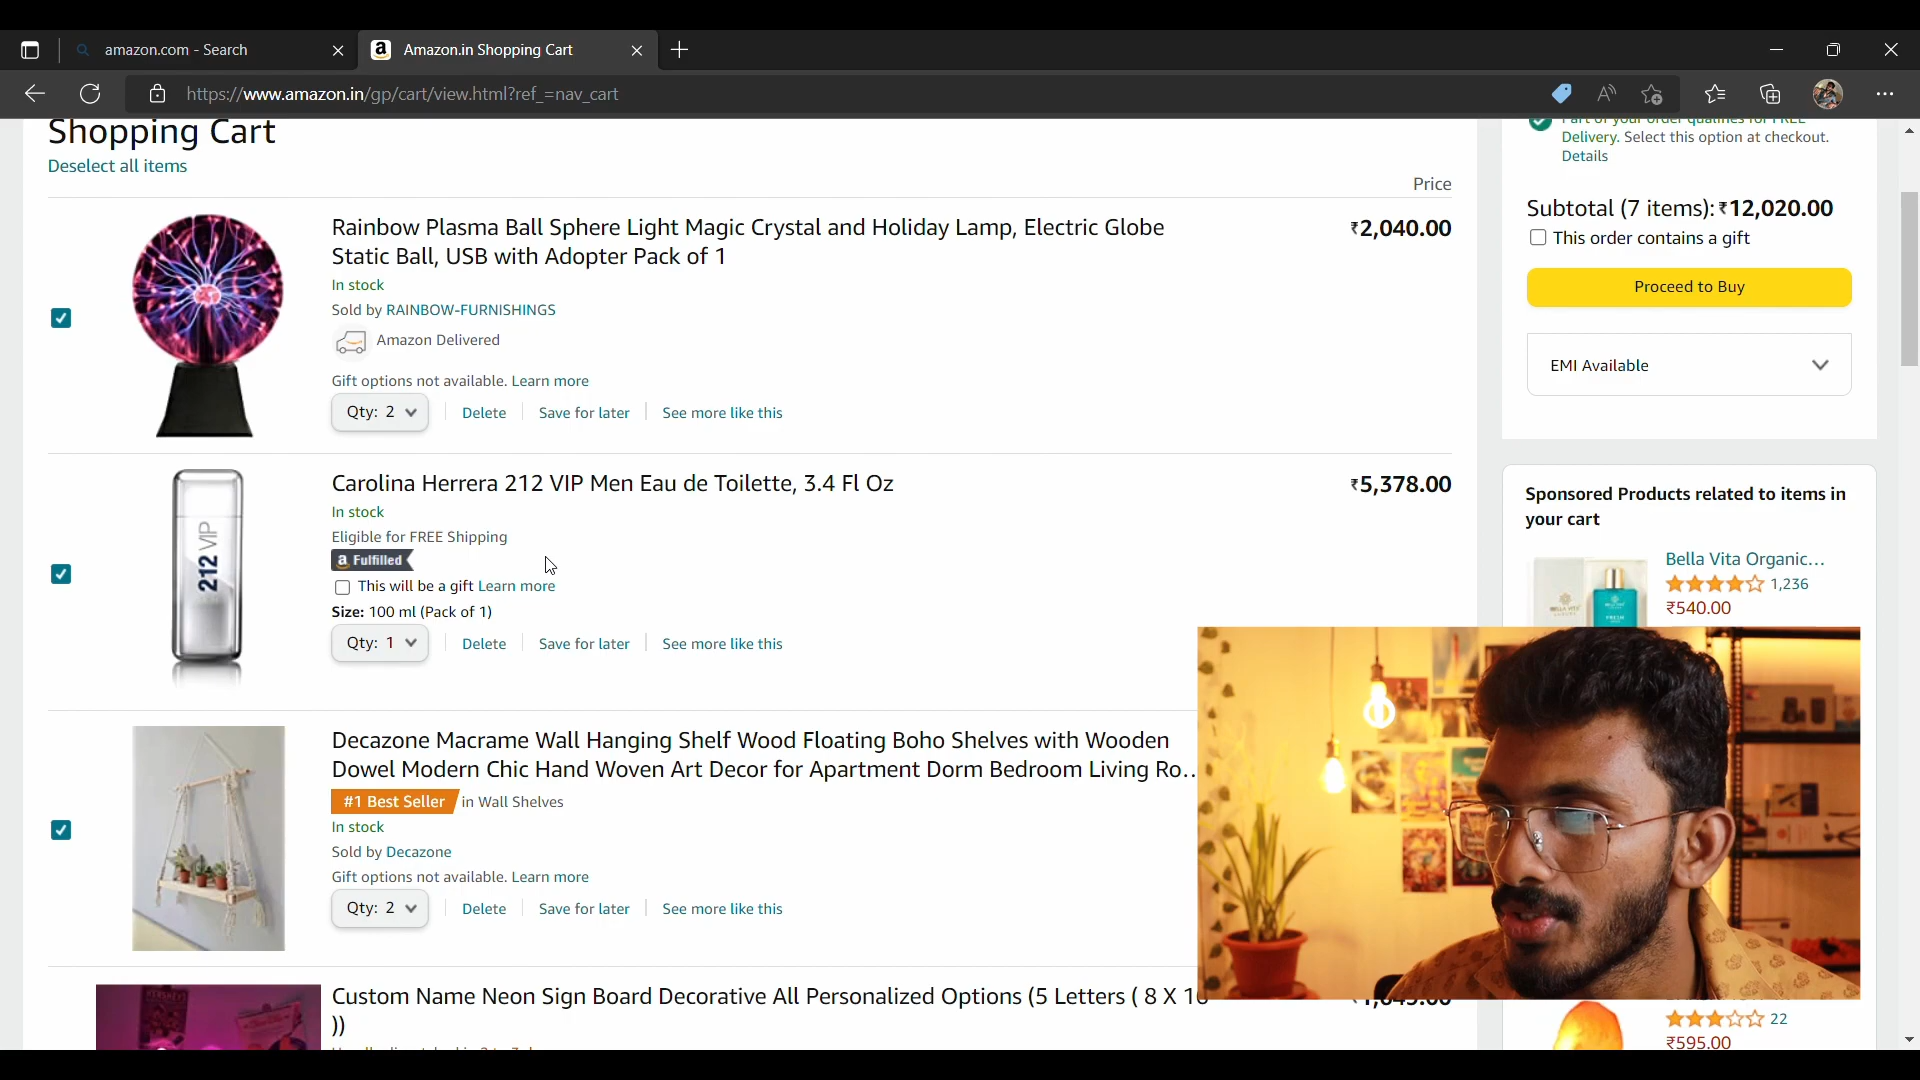 amazon.com - Search
Amazon.in Shopping Cart
https://www.amazon.in/gp/cart/view.html?ref_=nav_cart
Shopping Cart
Deselect all items
Price
Rainbow Plasma Ball Sphere Light Magic Crystal and Holiday Lamp, Electric Globe
Static Ball, USB with Adopter Pack of 1
₹2,040.00
In stock
Sold by RAINBOW-FURNISHINGS
Amazon Delivered
Gift options not available. Learn more
Qty: 2
Delete
Save for later
See more like this
212 VIP
Carolina Herrera 212 VIP Men Eau de Toilette, 3.4 Fl Oz
₹5,378.00
In stock
Eligible for FREE Shipping
a Fulfilled
This will be a gift Learn more
Size: 100 ml (Pack of 1)
Qty: 1
Delete
Save for later
See more like this
Decazone Macrame Wall Hanging Shelf Wood Floating Boho Shelves with Wooden
Dowel Modern Chic Hand Woven Art Decor for Apartment Dorm Bedroom Living Ro..
#1 Best Seller in Wall Shelves
In stock
Sold by Decazone
Gift options not available. Learn more
Qty: 2
Delete
Save for later
See more like this
Custom Name Neon Sign Board Decorative All Personalized Options (5 Letters ( 8 X
))
Part of your order qualifies for FREE
Delivery. Select this option at checkout.
Details
Subtotal (7 items): ₹12,020.00
This order contains a gift
Proceed to Buy
EMI Available
Sponsored Products related to items in
your cart
Bella Vita Organic...
1,236
₹540.00
22
₹595.00